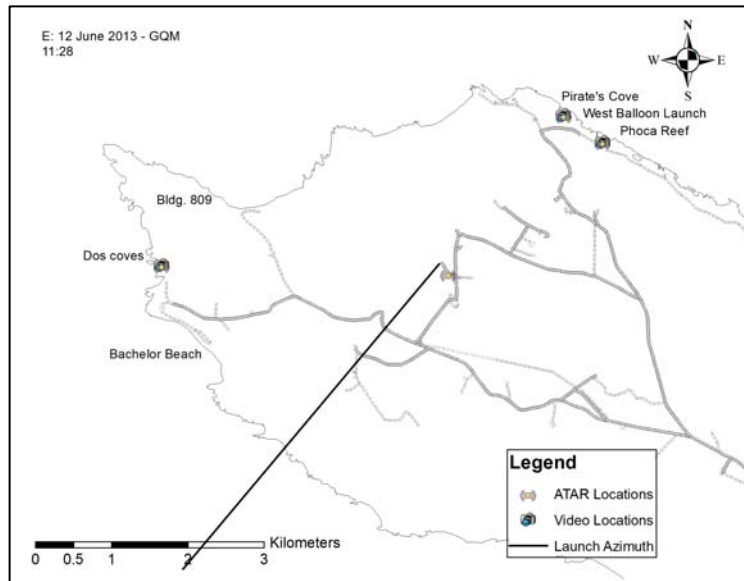 E: 12 June 2013 - GQM
11:28
N
W E
S
Pirate's Cove
West Balloon Launch
Phoca Reef
Bldg. 809
Dos coves
Bachelor Beach
Legend
ATAR Locations
Video Locations
Launch Azimuth
Kilometers
0 0.5 1 2 3